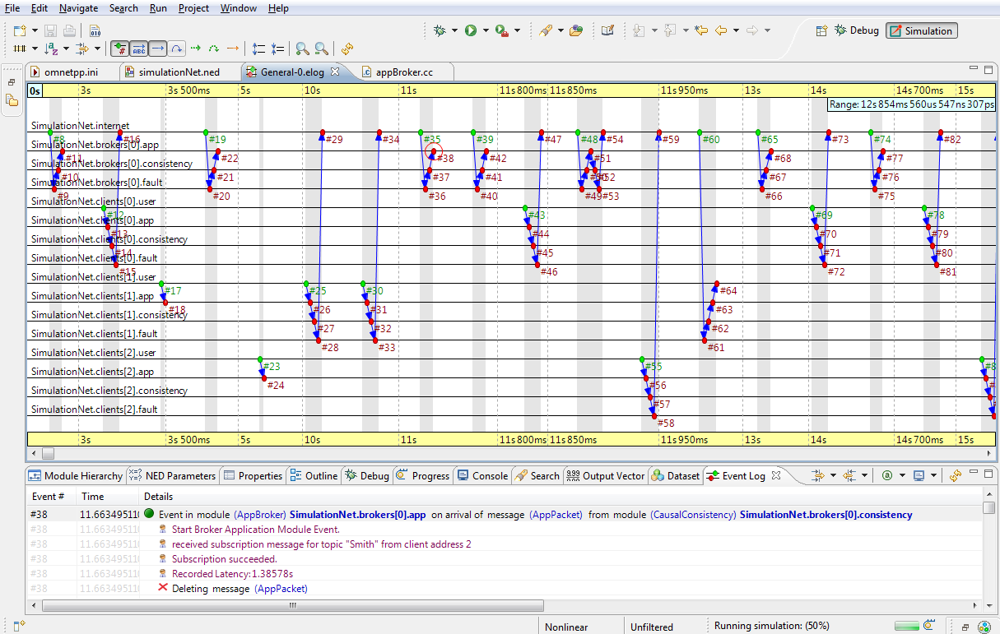 File Edit Navigate Search Run Project Window Help
Debug Simulation
omnetpp.ini simulationNet.ned General-0.elog appBroker.cc
0s 3s 3s 500ms 5s 10s 11s 11s 800ms 11s 850ms 11s 950ms 13s 14s 14s 700ms 15s
Range: 12s 854ms 560us 547ns 307ps
SimulationNet.internet
#8 #16 #19 #29 #34 #35 #39 #47 #48 #54 #59 #60 #65 #73 #74 #82
SimulationNet.brokers[0].app
#11 #22 #38 #42 #51 #68 #77
SimulationNet.brokers[0].consistency
#10 #21 #37 #41 #50 #52 #67 #76
SimulationNet.brokers[0].fault
#9 #20 #36 #40 #49 #53 #66 #75
SimulationNet.clients[0].user
#12 #43 #69 #78
SimulationNet.clients[0].app
#13 #44 #70 #79
SimulationNet.clients[0].consistency
#14 #45 #71 #80
SimulationNet.clients[0].fault
#15 #46 #72 #81
SimulationNet.clients[1].user
#17 #25 #30 #64
SimulationNet.clients[1].app
#18 #26 #31 #63
SimulationNet.clients[1].consistency
#27 #32 #62
SimulationNet.clients[1].fault
#28 #33 #61
SimulationNet.clients[2].user
#23 #55
SimulationNet.clients[2].app
#24 #56
SimulationNet.clients[2].consistency
#57
SimulationNet.clients[2].fault
#58
3s 3s 500ms 5s 10s 11s 11s 800ms 11s 850ms 11s 950ms 13s 14s 14s 700ms 15s
Module Hierarchy NED Parameters Properties Outline Debug Progress Console Search Output Vector Dataset Event Log
Event # Time Details
#38 11.663495110 Event in module (AppBroker) SimulationNet.brokers[0].app on arrival of message (AppPacket) from module (CausalConsistency) SimulationNet.brokers[0].consistency
#38 11.663495110 Start Broker Application Module Event.
#38 11.663495110 received subscription message for topic "Smith" from client address 2
#38 11.663495110 Subscription succeeded.
#38 11.663495110 Recorded Latency:1.38578s
#38 11.663495110 Deleting message (AppPacket)
Nonlinear Unfiltered Running simulation: (50%)